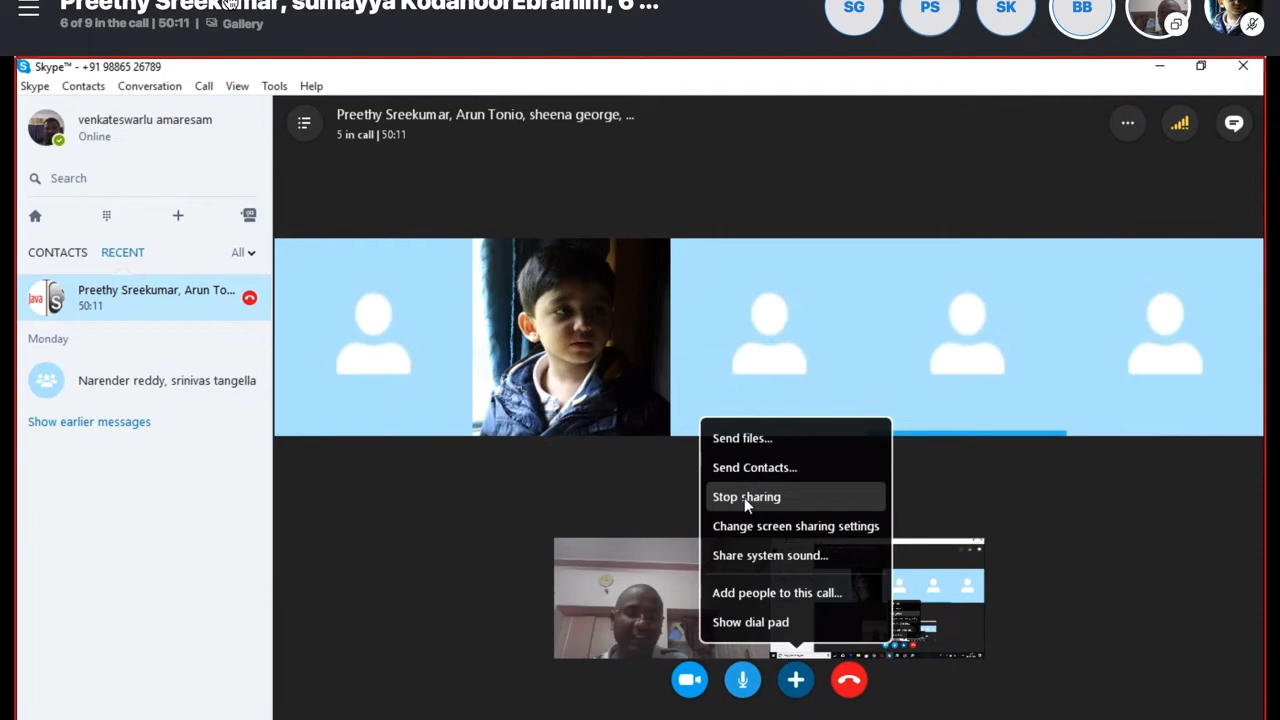 Preethy Sreekumar, sumayya KodanoorEbrahim, 6 ...
6 of 9 in the call | 50:11 | Gallery
SG
PS
SK
BB
Skype™ - +91 98865 26789
Skype Contacts Conversation Call View Tools Help
venkateswarlu amaresam
Online
Search
CONTACTS RECENT All
Preethy Sreekumar, Arun To...
50:11
Monday
Narender reddy, srinivas tangella
Show earlier messages
Preethy Sreekumar, Arun Tonio, sheena george, ...
5 in call | 50:11
Java
Send files...
Send Contacts...
Stop sharing
Change screen sharing settings
Share system sound...
Add people to this call...
Show dial pad